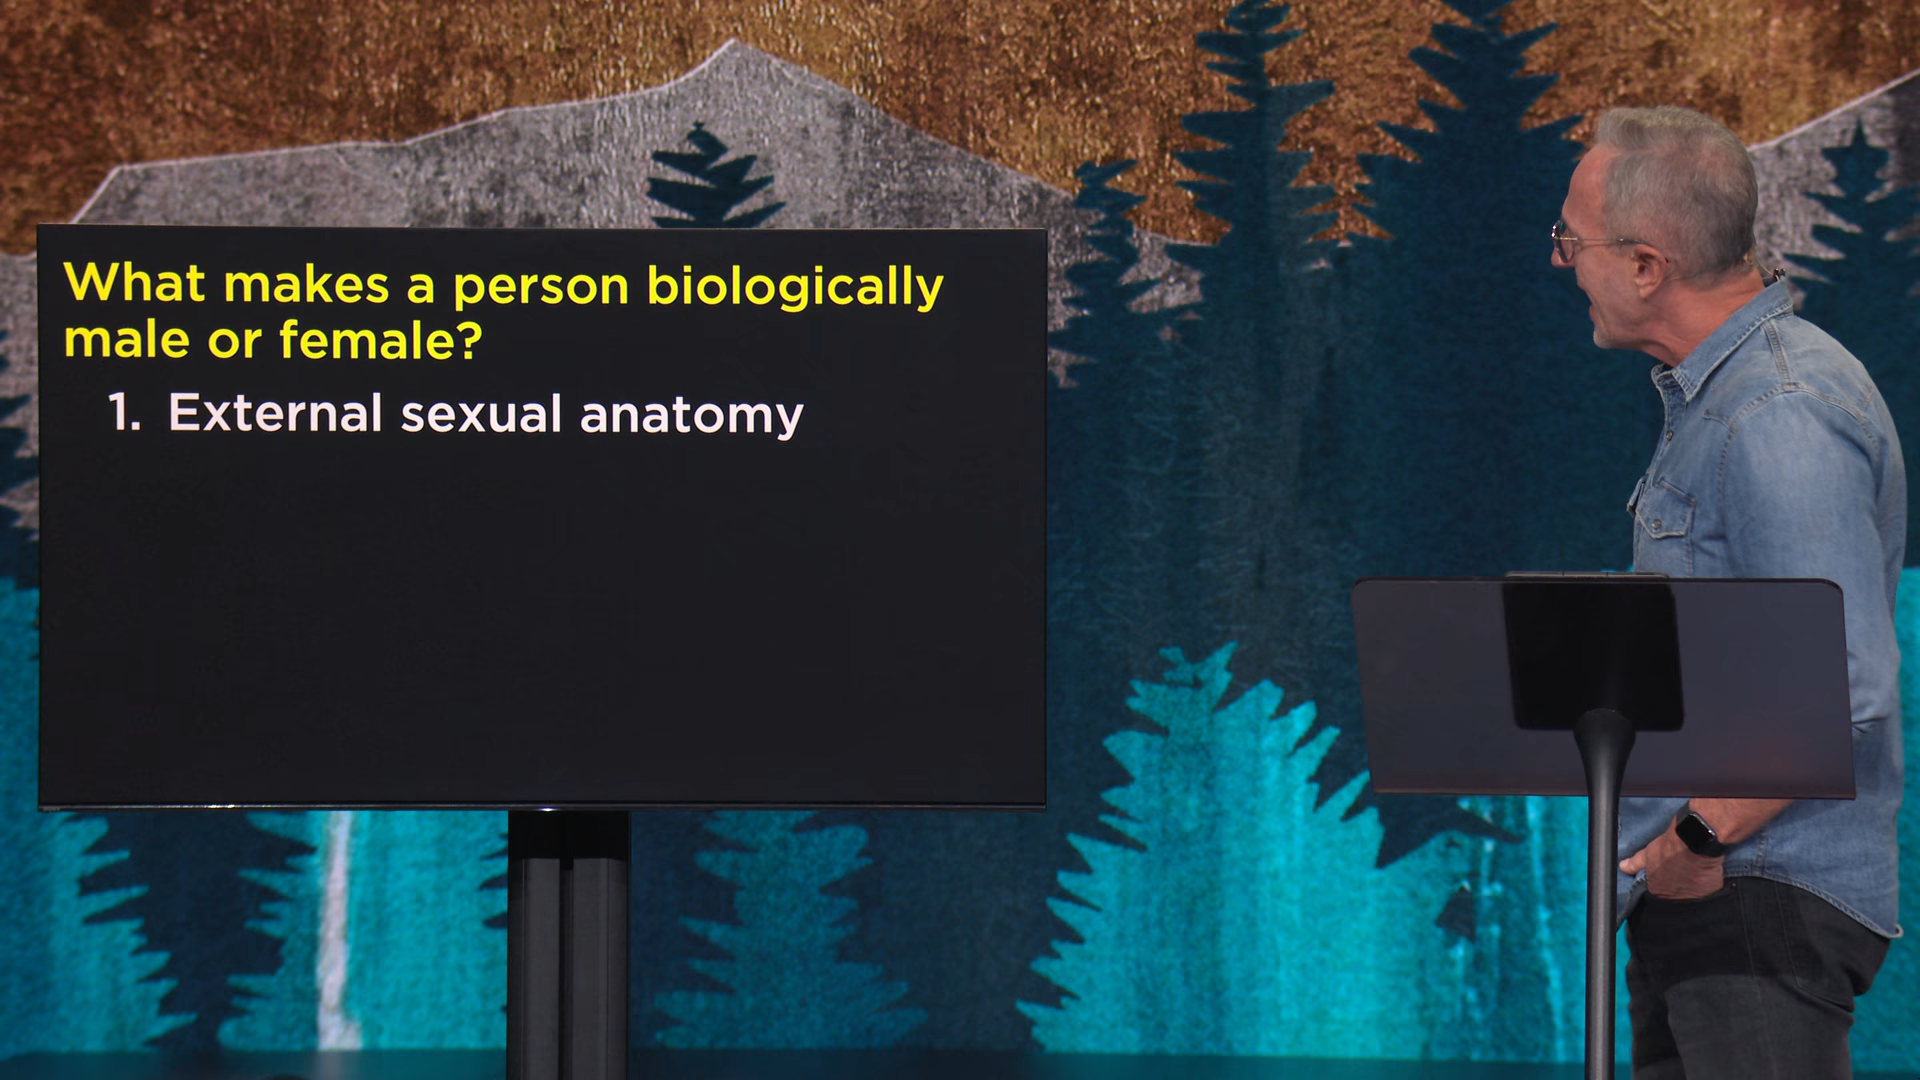 What makes a person biologically
male or female?
1. External sexual anatomy